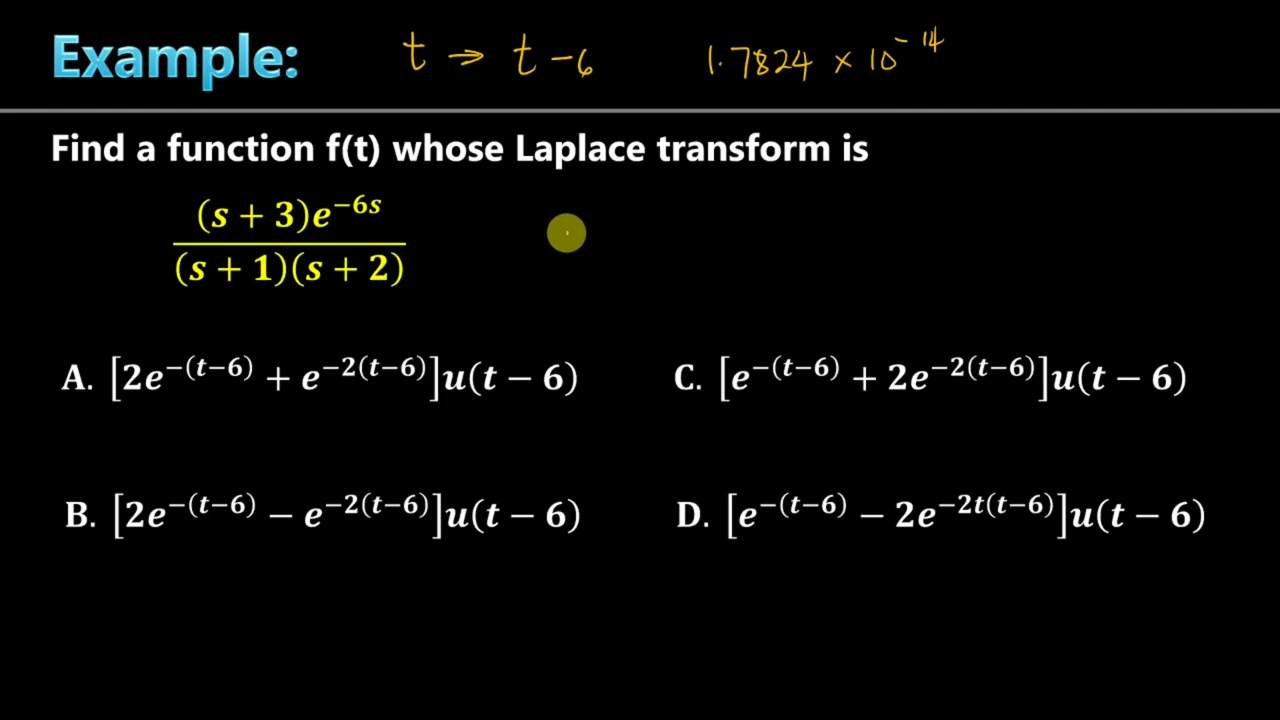 Example: t → t - 6 1.7824 × 10⁻¹⁴
Find a function f(t) whose Laplace transform is
(s + 3)e⁻⁶ˢ
(s + 1)(s + 2)
A. [2e^{-(t-6)} + e^{-2(t-6)}]u(t - 6) C. [e^{-(t-6)} + 2e^{-2(t-6)}]u(t - 6)
B. [2e^{-(t-6)} - e^{-2(t-6)}]u(t - 6) D. [e^{-(t-6)} - 2e^{-2t(t-6)}]u(t - 6)